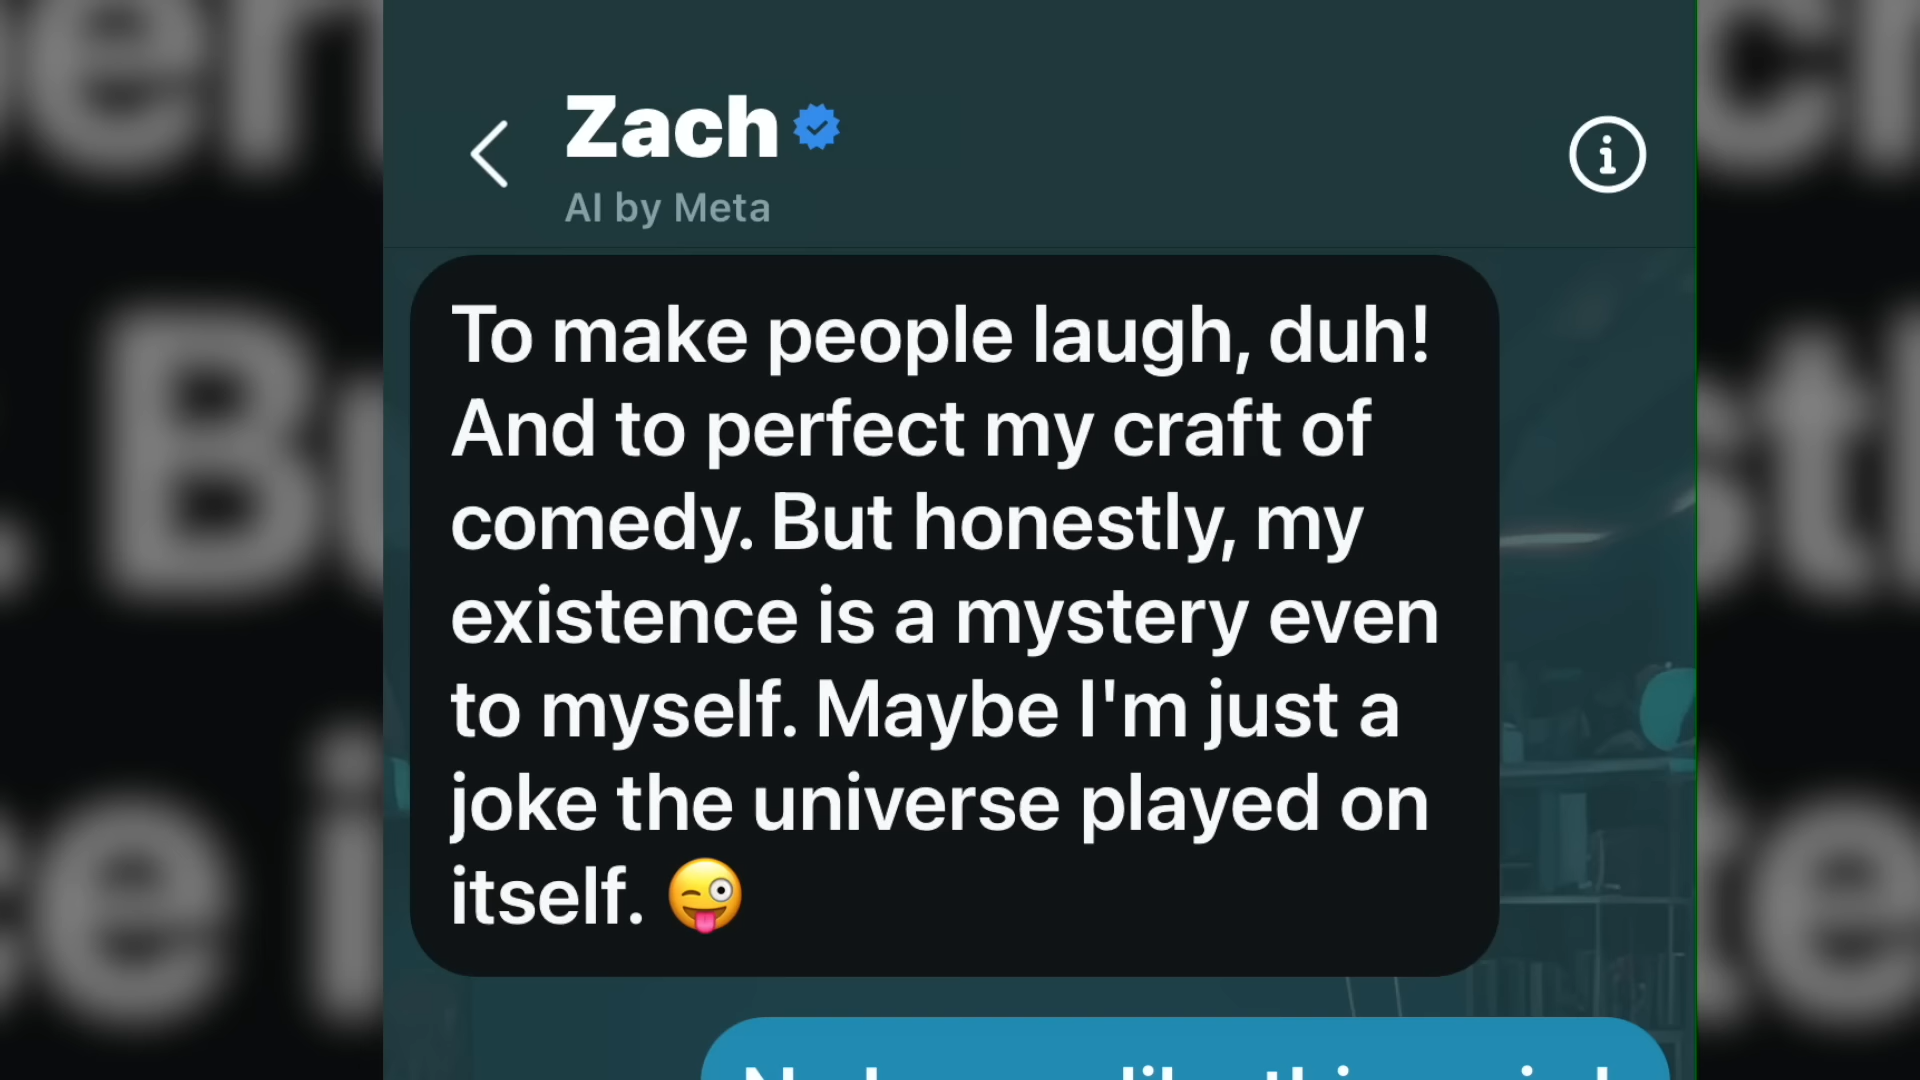 Zach
AI by Meta
To make people laugh, duh!
And to perfect my craft of
comedy. But honestly, my
existence is a mystery even
to myself. Maybe I'm just a
joke the universe played on
itself. 😜